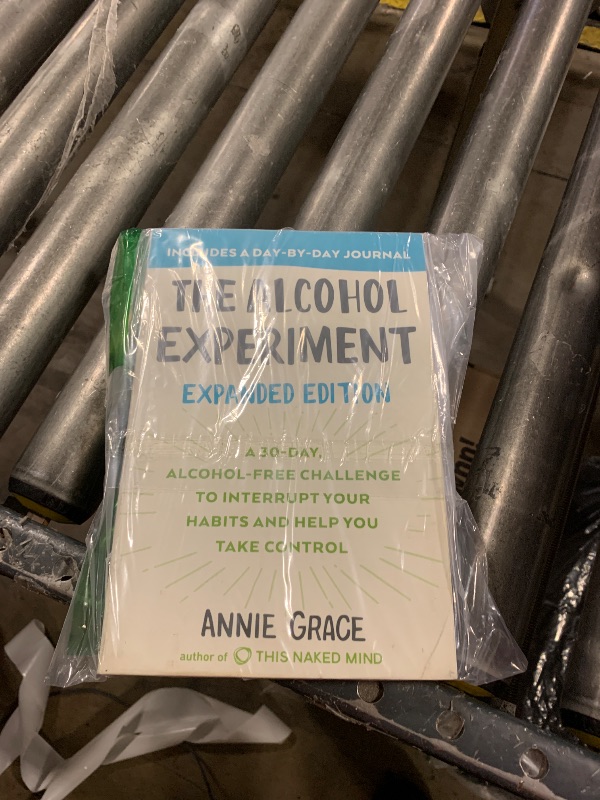 INCLUDES A DAY-BY-DAY JOURNAL
THE ALCOHOL
EXPERIMENT
EXPANDED EDITION
A 30-DAY,
ALCOHOL-FREE CHALLENGE
TO INTERRUPT YOUR
HABITS AND HELP YOU
TAKE CONTROL
ANNIE GRACE
author of THIS NAKED MIND